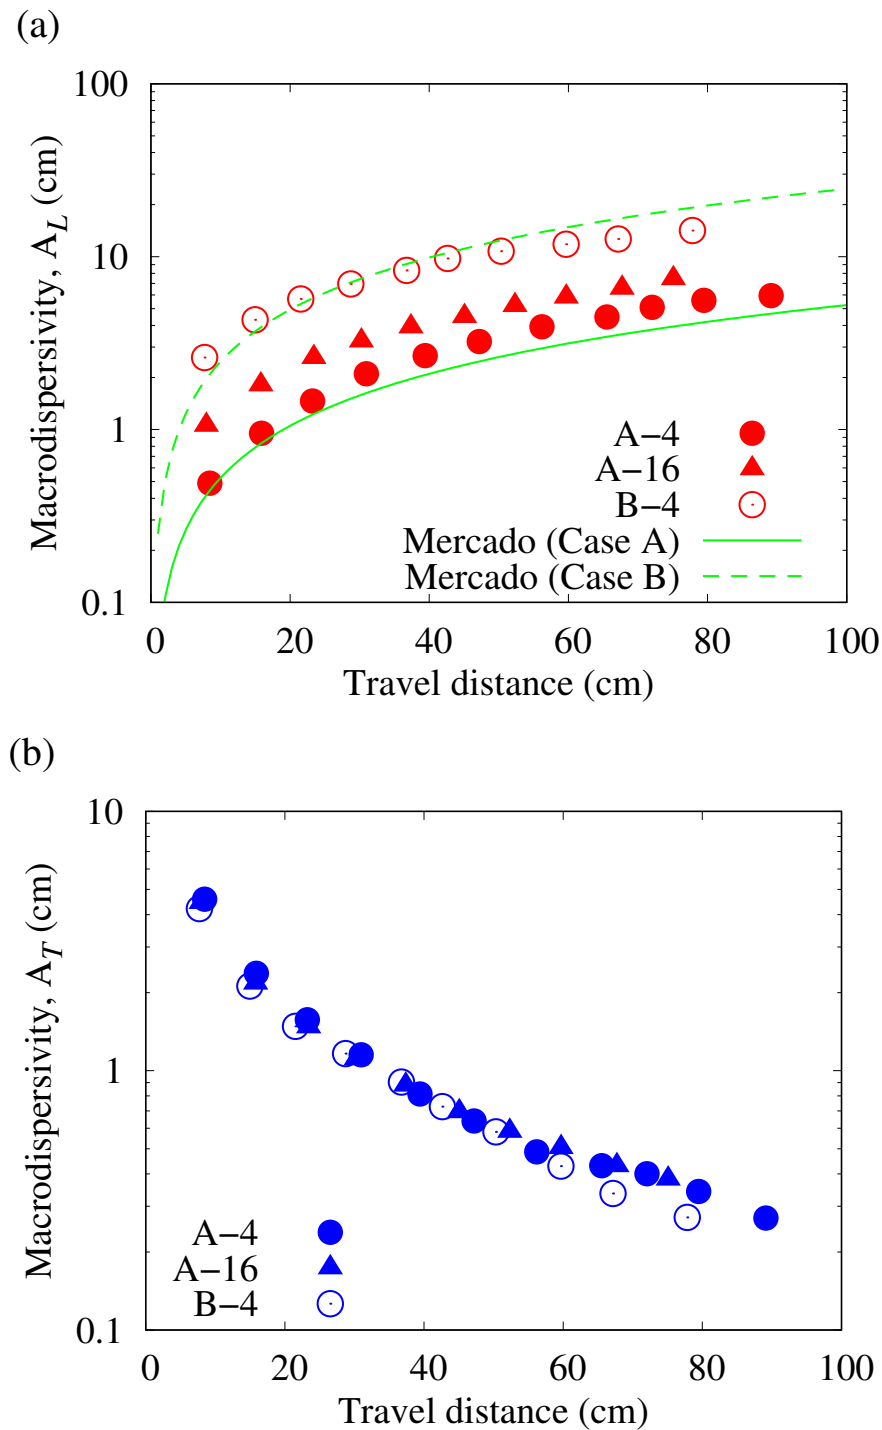 (a)
100
10
1
0.1
Macrodispersivity, A_L (cm)
A−4
A−16
B−4
Mercado (Case A)
Mercado (Case B)
0 20 40 60 80 100
Travel distance (cm)
(b)
10
1
0.1
Macrodispersivity, A_T (cm)
A−4
A−16
B−4
0 20 40 60 80 100
Travel distance (cm)